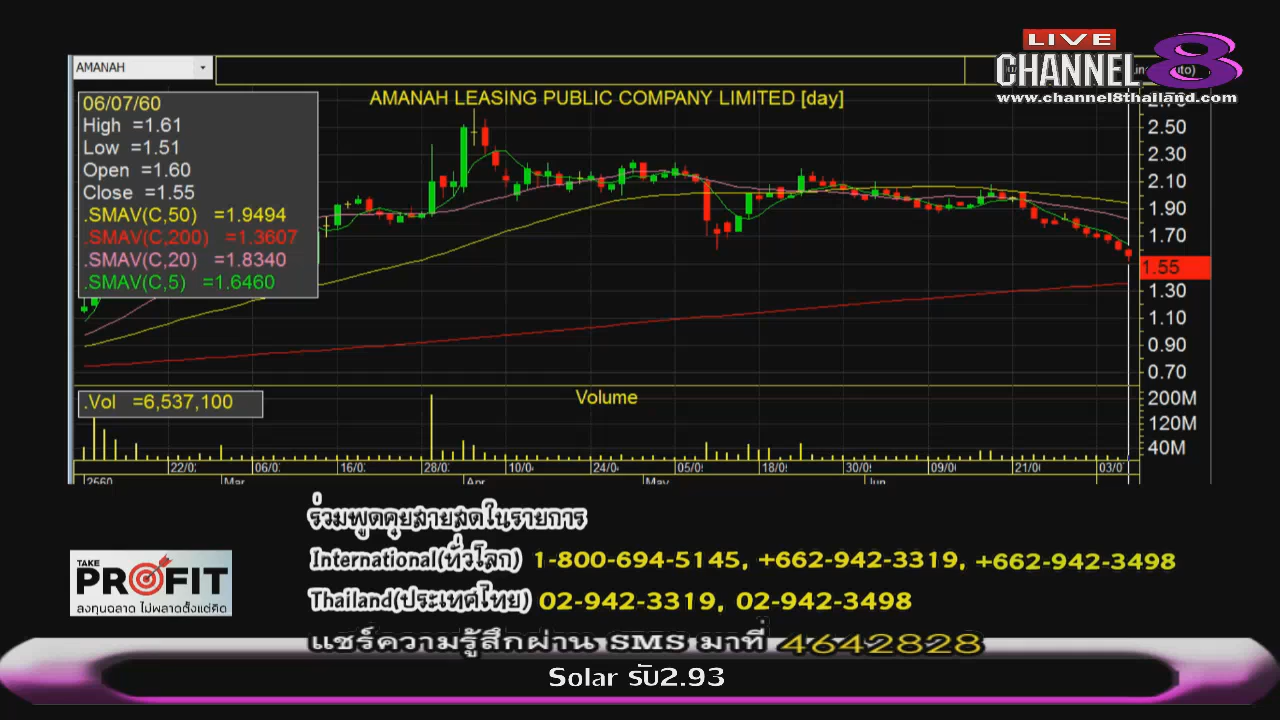 LIVE
CHANNEL 8
www.channel8thailand.com
AMANAH
06/07/60
High =1.61
Low =1.51
Open =1.60
Close =1.55
.SMAV(C,50) =1.9494
.SMAV(C,200) =1.3607
.SMAV(C,20) =1.8340
.SMAV(C,5) =1.6460
AMANAH LEASING PUBLIC COMPANY LIMITED [day]
2.50
2.30
2.10
1.90
1.70
1.55
1.30
1.10
0.90
0.70
.Vol =6,537,100
Volume
200M
120M
40M
22/0 06/0 16/0 28/0 10/0 24/0 05/0 18/0 30/0 09/0 21/0 03/0
2560 Mar Apr May Jun
ร่วมพูดคุยสายสดในรายการ
International(ทั่วโลก) 1-800-694-5145, +662-942-3319, +662-942-3498
Thailand(ประเทศไทย) 02-942-3319, 02-942-3498
แชร์ความรู้สึกผ่าน SMS มาที่ 4642828
TAKE
PROFIT
ลงทุนฉลาด ไม่พลาดตั้งแต่คิด
Solar รับ2.93